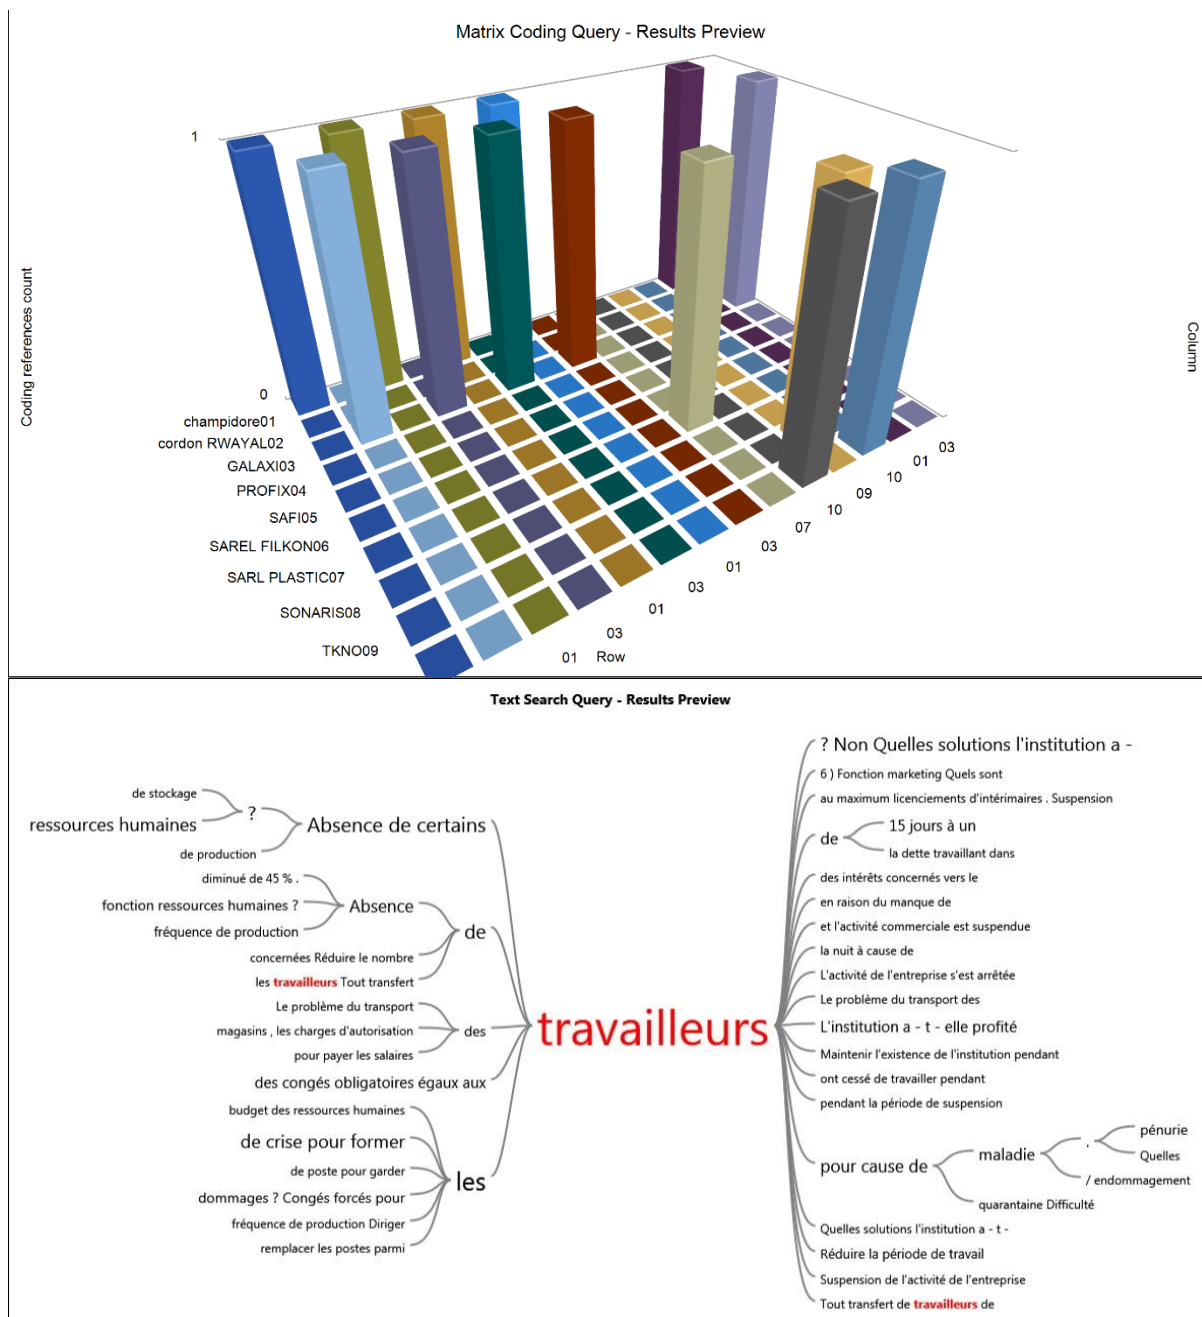 Matrix Coding Query - Results Preview
1
0
Coding references count
Column
champidore01
cordon RWAYAL02
GALAXI03
PROFIX04
SAFI05
SAREL FILKON06
SARL PLASTIC07
SONARIS08
TKNO09
03
01
10
09
10
07
03
01
03
01
03
01
Row
Text Search Query - Results Preview
de stockage
ressources humaines
?
de production
Absence de certains
diminué de 45 % .
fonction ressources humaines ?
fréquence de production
Absence
concernées Réduire le nombre
les travailleurs Tout transfert
de
Le problème du transport
magasins , les charges d'autorisation
pour payer les salaires
des
des congés obligatoires égaux aux
budget des ressources humaines
de crise pour former
de poste pour garder
dommages ? Congés forcés pour
fréquence de production Diriger
remplacer les postes parmi
les
travailleurs
? Non Quelles solutions l'institution a -
6 ) Fonction marketing Quels sont
au maximum licenciements d'intérimaires . Suspension
de
15 jours à un
la dette travaillant dans
des intérêts concernés vers le
en raison du manque de
et l'activité commerciale est suspendue
la nuit à cause de
L'activité de l'entreprise s'est arrêtée
Le problème du transport des
L'institution a - t - elle profité
Maintenir l'existence de l'institution pendant
ont cessé de travailler pendant
pendant la période de suspension
pour cause de
maladie
.
pénurie
Quelles
/ endommagement
quarantaine Difficulté
Quelles solutions l'institution a - t -
Réduire la période de travail
Suspension de l'activité de l'entreprise
Tout transfert de travailleurs de